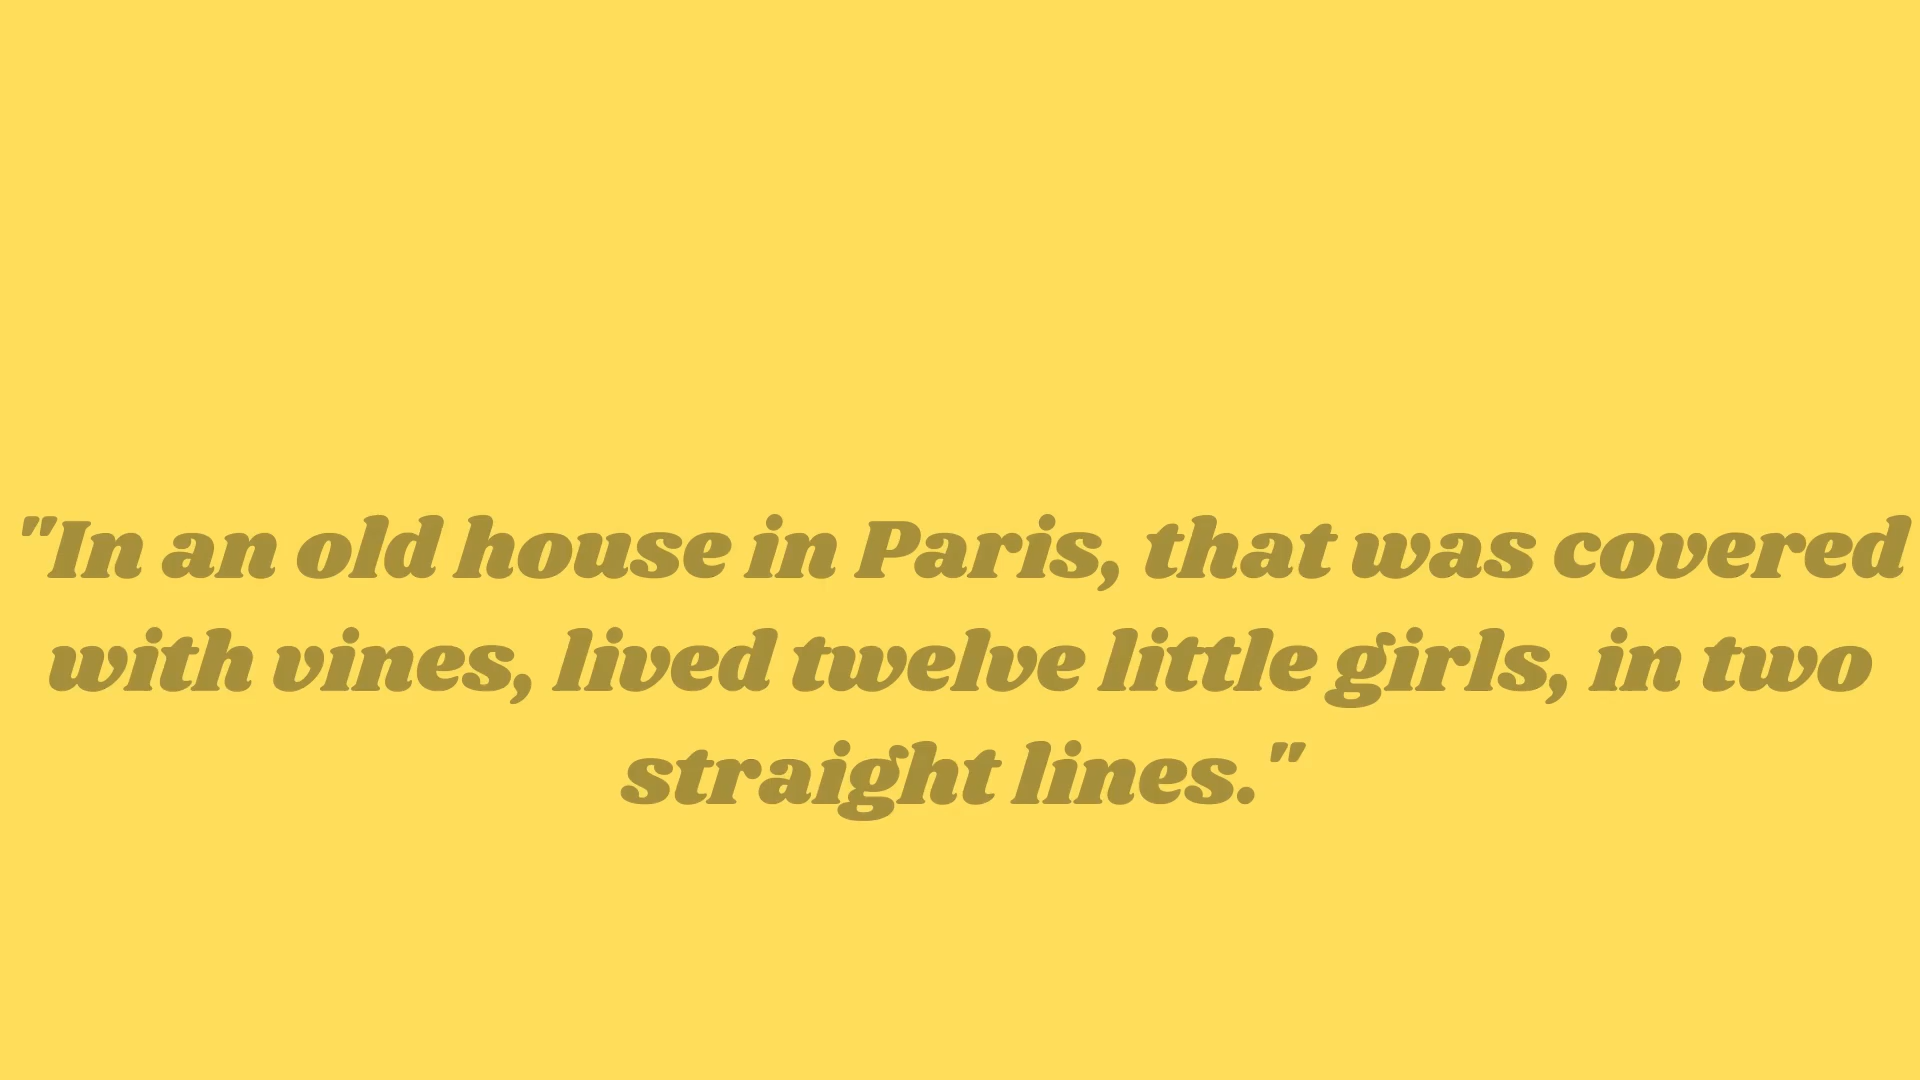 "In an old house in Paris, that was covered
with vines, lived twelve little girls, in two
straight lines."